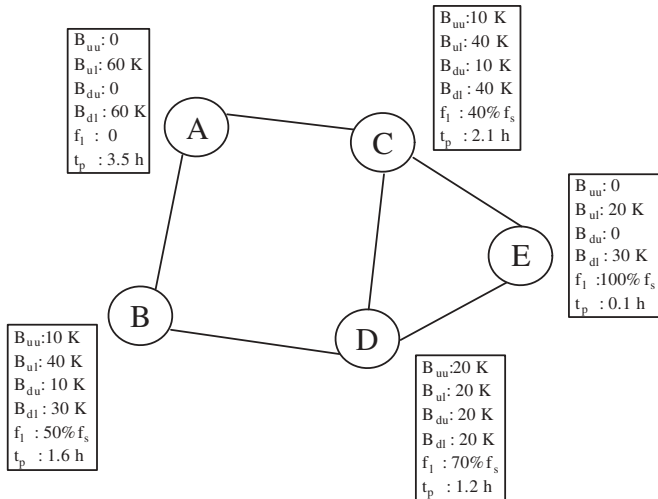 B_uu: 0
B_ul: 60 K
B_du: 0
B_dl: 60 K
f_l : 0
t_p : 3.5 h
A
B_uu:10 K
B_ul: 40 K
B_du: 10 K
B_dl : 40 K
f_l : 40% f_s
t_p : 2.1 h
C
B_uu: 0
B_ul: 20 K
B_du: 0
B_dl : 30 K
f_l :100% f_s
t_p : 0.1 h
E
B
B_uu:10 K
B_ul: 40 K
B_du: 10 K
B_dl : 30 K
f_l : 50% f_s
t_p : 1.6 h
D
B_uu:20 K
B_ul: 20 K
B_du: 20 K
B_dl : 20 K
f_l : 70% f_s
t_p : 1.2 h